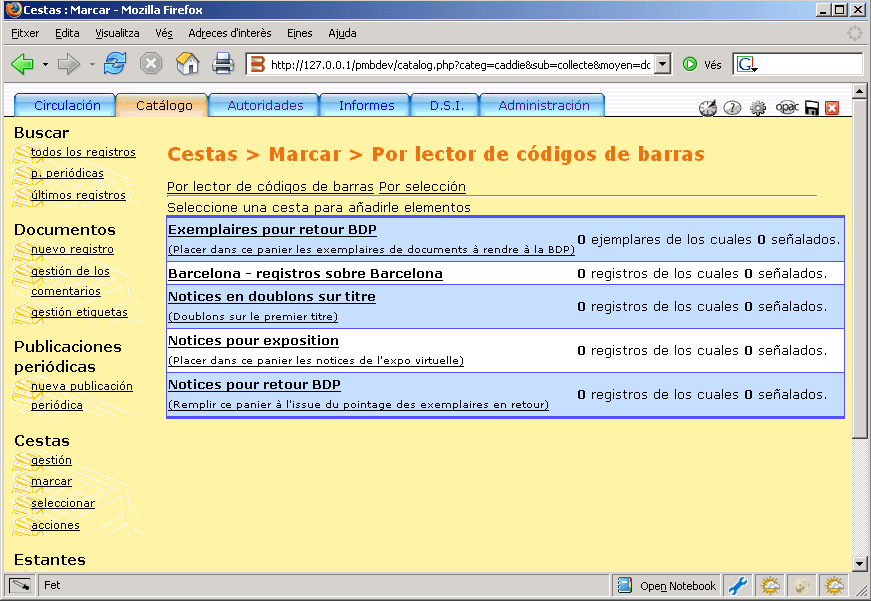 Cestas : Marcar - Mozilla Firefox
Fitxer Edita Visualitza Vés Adreces d'interès Eines Ajuda
http://127.0.0.1/pmbdev/catalog.php?categ=caddie&sub=collecte&moyen=dc Vés
Circulación Catálogo Autoridades Informes D.S.I. Administración opac
Buscar
todos los registros
p. periódicas
últimos registros
Documentos
nuevo registro
gestión de los
comentarios
gestión etiquetas
Publicaciones
periódicas
nueva publicación
periódica
Cestas
gestión
marcar
seleccionar
acciones
Estantes
Cestas > Marcar > Por lector de códigos de barras
Por lector de códigos de barras Por selección
Seleccione una cesta para añadirle elementos
Exemplaires pour retour BDP
(Placer dans ce panier les exemplaires de documents à rendre à la BDP)
0 ejemplares de los cuales 0 señalados.
Barcelona - registros sobre Barcelona 0 registros de los cuales 0 señalados.
Notices en doublons sur titre
(Doublons sur le premier titre)
0 registros de los cuales 0 señalados.
Notices pour exposition
(Placer dans ce panier les notices de l'expo virtuelle)
0 registros de los cuales 0 señalados.
Notices pour retour BDP
(Remplir ce panier à l'issue du pointage des exemplaires en retour)
0 registros de los cuales 0 señalados.
Fet Open Notebook